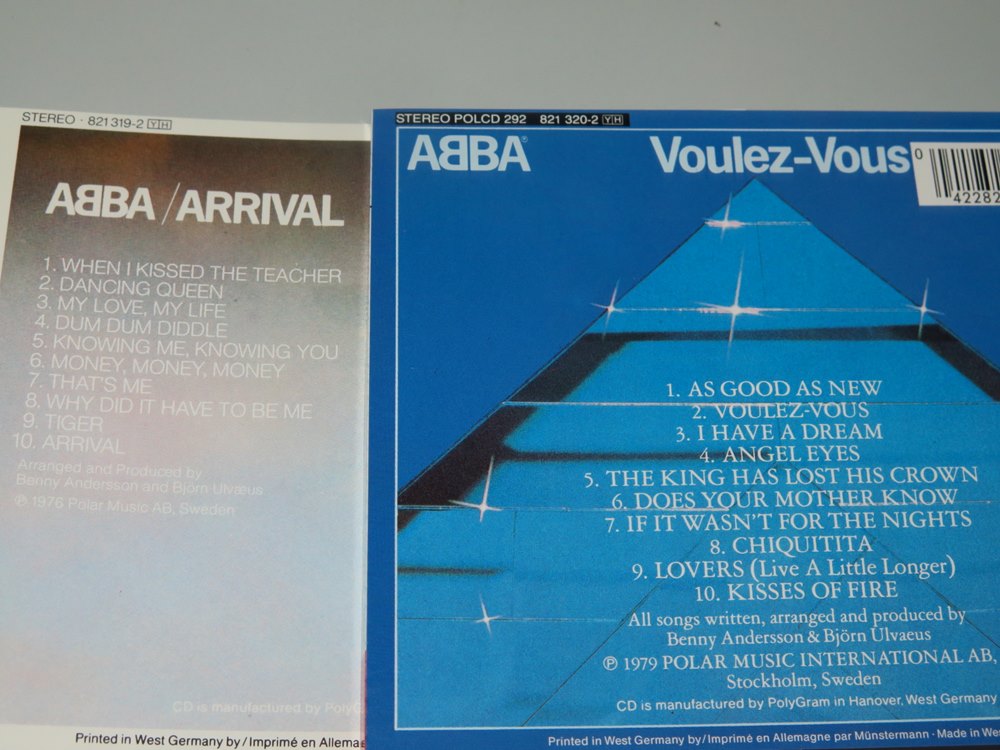 STEREO · 821 319-2 Y H
ABBA/ARRIVAL
1. WHEN I KISSED THE TEACHER
2. DANCING QUEEN
3. MY LOVE, MY LIFE
4. DUM DUM DIDDLE
5. KNOWING ME, KNOWING YOU
6. MONEY, MONEY, MONEY
7. THAT'S ME
8. WHY DID IT HAVE TO BE ME
9. TIGER
10. ARRIVAL
Arranged and Produced by
Benny Andersson and Björn Ulvæus
℗ 1976 Polar Music AB, Sweden
CD is manufactured by PolyG
Printed in West Germany by/Imprimé en Allemag
STEREO POLCD 292 821 320-2 Y H
ABBA® Voulez-Vous
0 42282
1. AS GOOD AS NEW
2. VOULEZ-VOUS
3. I HAVE A DREAM
4. ANGEL EYES
5. THE KING HAS LOST HIS CROWN
6. DOES YOUR MOTHER KNOW
7. IF IT WASN'T FOR THE NIGHTS
8. CHIQUITITA
9. LOVERS (Live A Little Longer)
10. KISSES OF FIRE
All songs written, arranged and produced by
Benny Andersson & Björn Ulvaeus
℗ 1979 POLAR MUSIC INTERNATIONAL AB,
Stockholm, Sweden
CD is manufactured by PolyGram in Hanover, West Germany
Printed in West Germany by/Imprimé en Allemagne par Münstermann · Made in We